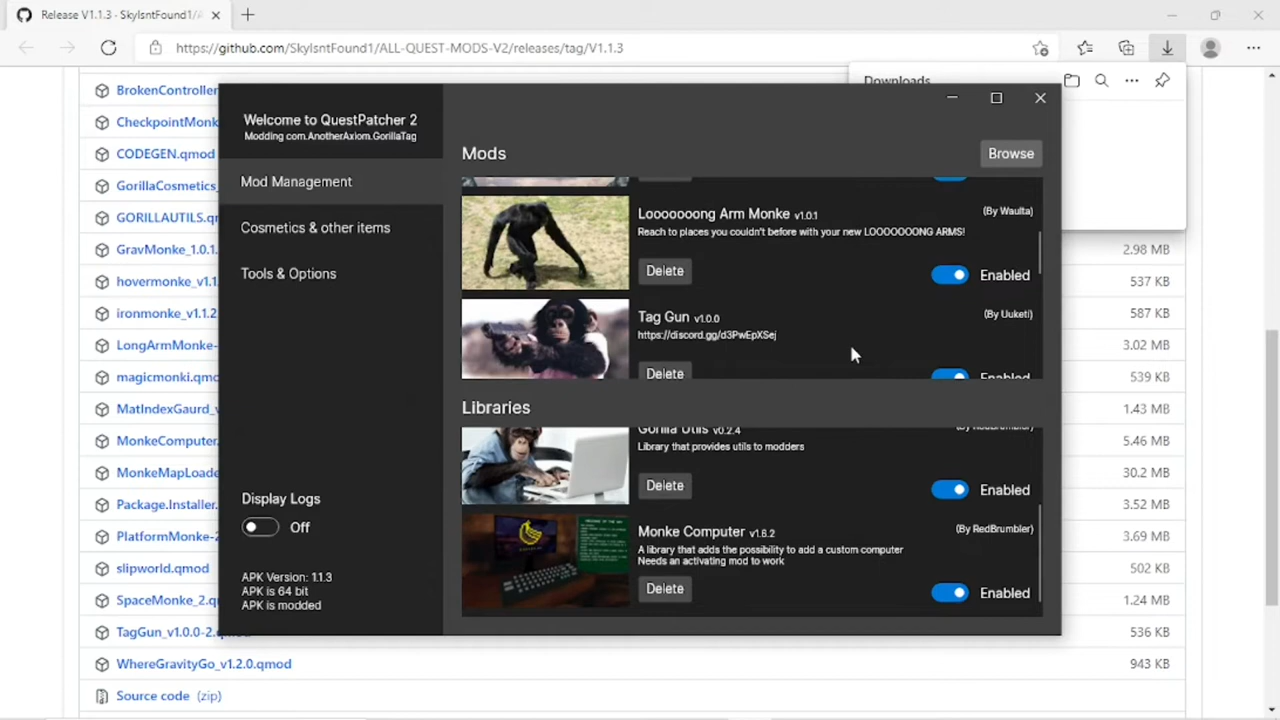 Release V1.1.3 · SkyIsntFound1/A
https://github.com/SkyIsntFound1/ALL-QUEST-MODS-V2/releases/tag/V1.1.3
Downloads
BrokenController
CheckpointMonk
CODEGEN.qmod
GorillaCosmetics_
GORILLAUTILS.q
GravMonke_1.0.1. 2.98 MB
hovermonke_v1.1. 537 KB
ironmonke_v1.1.2 587 KB
LongArmMonke- 3.02 MB
magicmonki.qmo 539 KB
MatIndexGaurd_v 1.43 MB
MonkeComputer. 5.46 MB
MonkeMapLoade 30.2 MB
Package.Installer. 3.52 MB
PlatformMonke-2 3.69 MB
slipworld.qmod 502 KB
SpaceMonke_2.q 1.24 MB
TagGun_v1.0.0-2.q 536 KB
WhereGravityGo_v1.2.0.qmod 943 KB
Source code (zip)
Welcome to QuestPatcher 2
Modding com.AnotherAxiom.GorillaTag
Mod Management
Cosmetics & other items
Tools & Options
Display Logs
Off
APK Version: 1.1.3
APK is 64 bit
APK is modded
Mods
Browse
Looooooong Arm Monke v1.0.1 (By Waulta)
Reach to places you couldn't before with your new LOOOOOOONG ARMS!
Delete Enabled
Tag Gun v1.0.0 (By Uuketi)
https://discord.gg/d3PwEpXSej
Delete Enabled
Libraries
Gorilla Utils v0.2.4 (By RedBrumbler)
Library that provides utils to modders
Delete Enabled
Monke Computer v1.6.2 (By RedBrumbler)
A library that adds the possibility to add a custom computer
Needs an activating mod to work
Delete Enabled